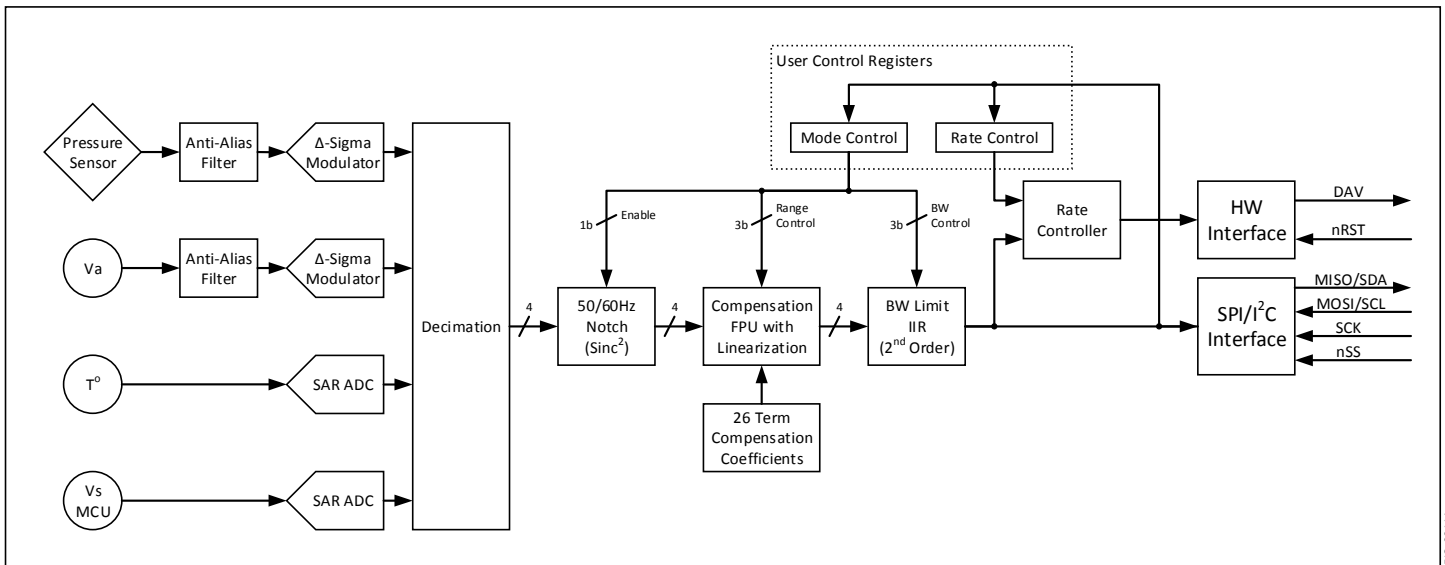 User Control Registers
Pressure
Sensor
Anti-Alias
Filter
Δ-Sigma
Modulator
Mode Control
Rate Control
1b
Enable
3b
Range
Control
3b
BW
Control
Rate
Controller
HW
Interface
DAV
nRST
Va
Anti-Alias
Filter
Δ-Sigma
Modulator
Decimation
4
50/60Hz
Notch
(Sinc²)
4
Compensation
FPU with
Linearization
4
BW Limit
IIR
(2ⁿᵈ Order)
SPI/I²C
Interface
MISO/SDA
MOSI/SCL
SCK
nSS
T°
SAR ADC
26 Term
Compensation
Coefficients
Vs
MCU
SAR ADC